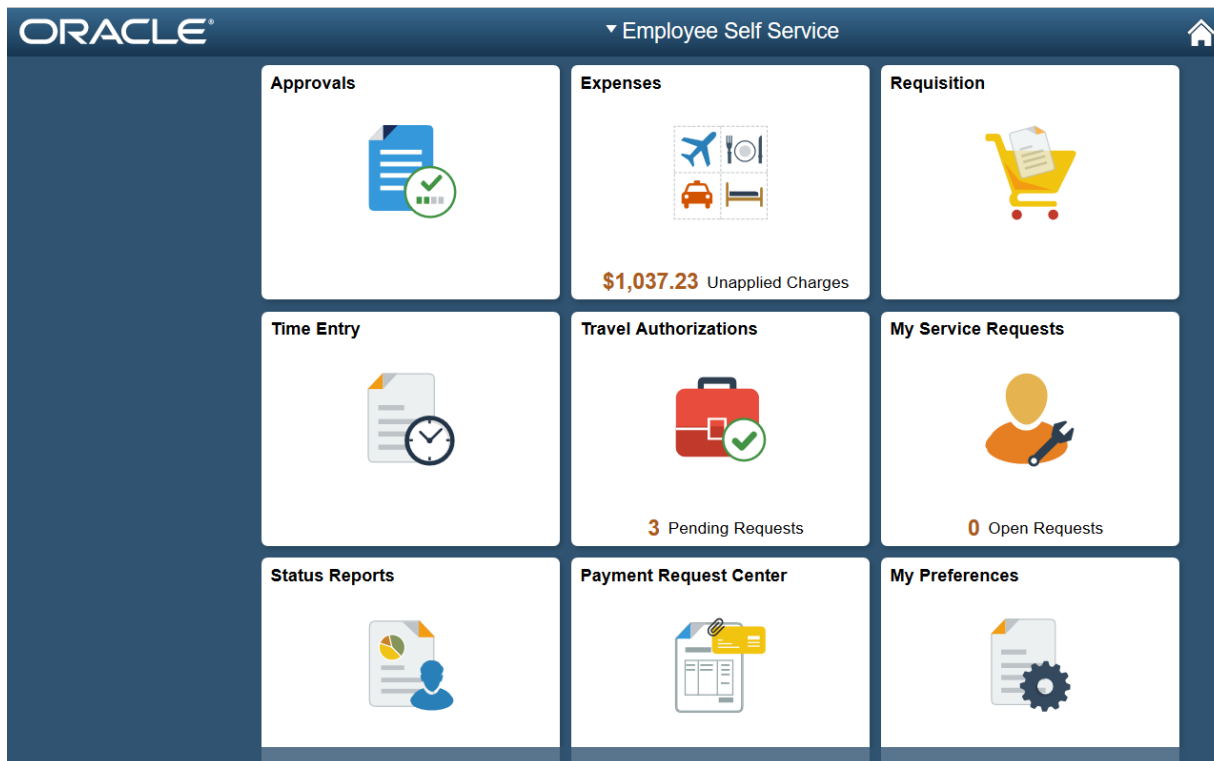 ORACLE
Employee Self Service
Approvals
Expenses
$1,037.23 Unapplied Charges
Requisition
Time Entry
Travel Authorizations
3 Pending Requests
My Service Requests
0 Open Requests
Status Reports
Payment Request Center
My Preferences